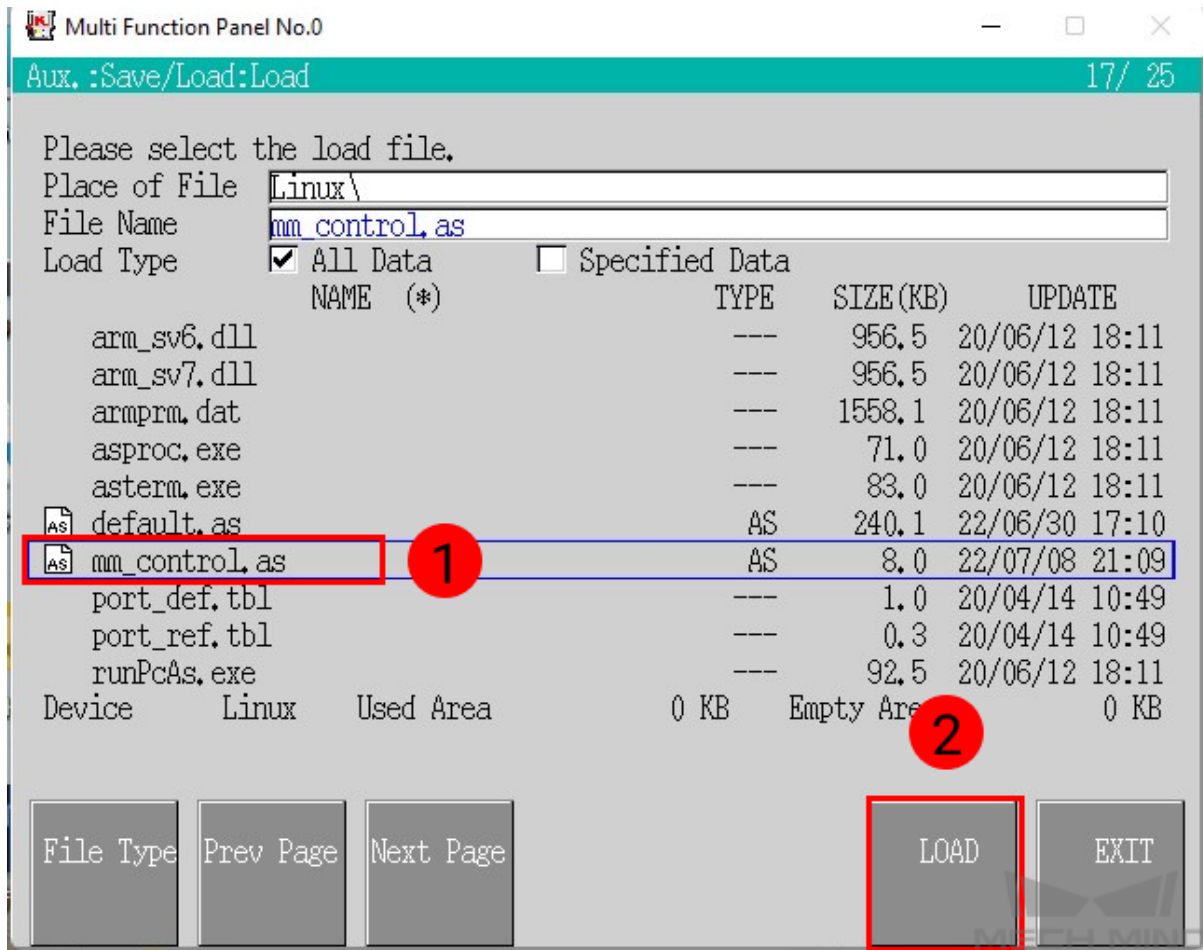 Multi Function Panel No.0
Aux.:Save/Load:Load 17/ 25
Please select the load file.
Place of File Linux\
File Name mm_control.as
Load Type All Data Specified Data
NAME (*) TYPE SIZE(KB) UPDATE
arm_sv6.dll --- 956.5 20/06/12 18:11
arm_sv7.dll --- 956.5 20/06/12 18:11
armprm.dat --- 1558.1 20/06/12 18:11
asproc.exe --- 71.0 20/06/12 18:11
asterm.exe --- 83.0 20/06/12 18:11
AS default.as AS 240.1 22/06/30 17:10
AS mm_control.as AS 8.0 22/07/08 21:09
1
port_def.tbl --- 1.0 20/04/14 10:49
port_ref.tbl --- 0.3 20/04/14 10:49
runPcAs.exe --- 92.5 20/06/12 18:11
Device Linux Used Area 0 KB Empty Are 0 KB
2
File Type Prev Page Next Page LOAD EXIT
MECH MIND